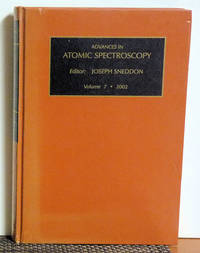 ADVANCES IN
ATOMIC SPECTROSCOPY
Editor: JOSEPH SNEDDON
Volume 7 • 2002